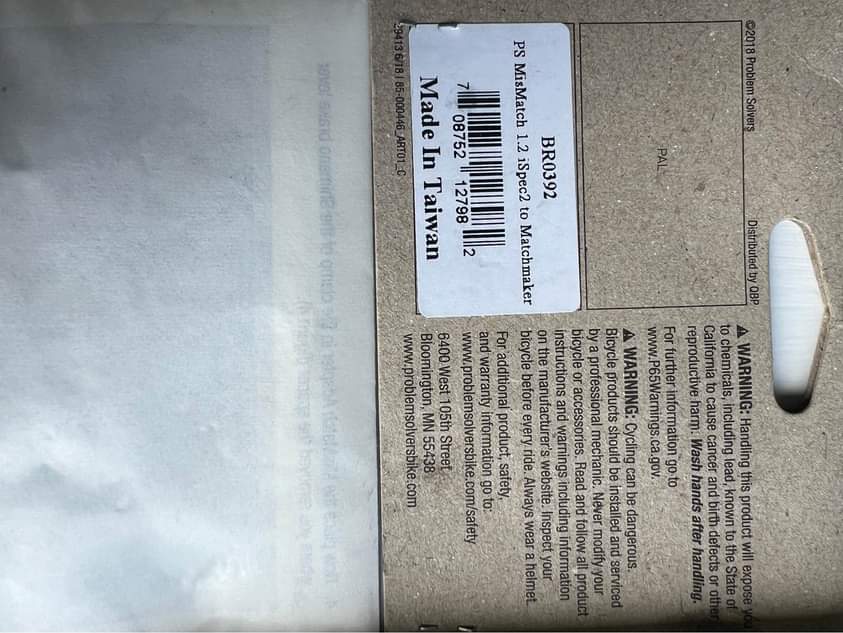 ©2018 Problem Solvers
Distributed by QBP
PAL
BR0392
PS MisMatch 1.2 iSpec2 to Matchmaker
7 08752 12798 2
Made In Taiwan
29413 6/18 / 85-000446_ART01_C
⚠ WARNING: Handling this product will expose you
to chemicals, including lead, known to the State of
California to cause cancer and birth defects or other
reproductive harm. Wash hands after handling.
For further information go to
www.P65Warnings.ca.gov.
⚠ WARNING: Cycling can be dangerous.
Bicycle products should be installed and serviced
by a professional mechanic. Never modify your
bicycle or accessories. Read and follow all product
instructions and warnings including information
on the manufacturer's website. Inspect your
bicycle before every ride. Always wear a helmet.
For additional product, safety,
and warranty information go to:
www.problemsolversbike.com/safety
6400 West 105th Street
Bloomington, MN 55438
www.problemsolversbike.com